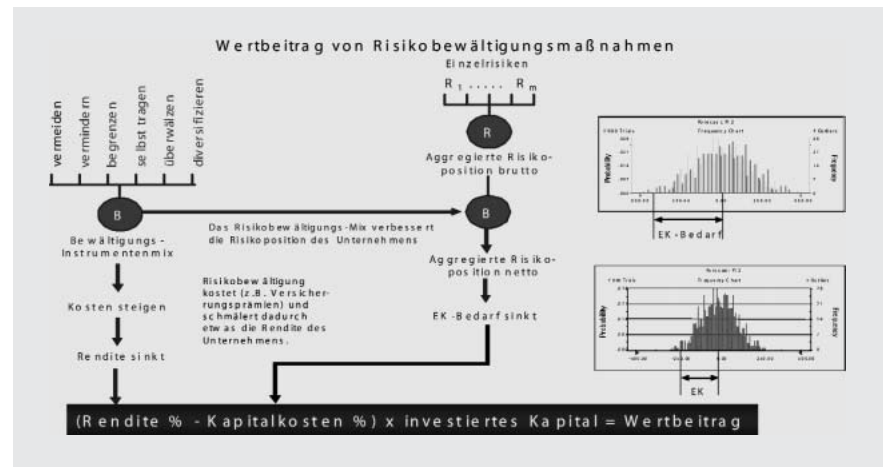 Wertbeitrag von Risikobewältigungsmaßnahmen
vermeiden
vermindern
begrenzen
selbst tragen
überwälzen
diversifizieren
B
Bewältigungs-
Instrumentenmix
Kosten steigen
Rendite sinkt
Das Risikobewältigungs-Mix verbessert
die Risikoposition des Unternehmens
Risikobewältigung
kostet (z.B. Versiche-
rungsprämien) und
schmälert dadurch
etwas die Rendite des
Unternehmens.
Einzelrisiken
R 1 ..... R m
R
Aggregierte Risiko-
position brutto
B
Aggregierte Risiko-
position netto
EK-Bedarf sinkt
Frequency Chart
Probability
Frequency
EK-Bedarf
Frequency Chart
Probability
Frequency
EK
(Rendite % - Kapitalkosten %) x investiertes Kapital = Wertbeitrag